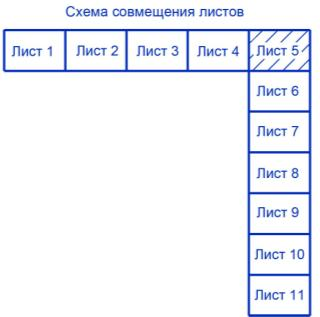 Схема совмещения листов
Лист 1 Лист 2 Лист 3 Лист 4 Лист 5
Лист 6
Лист 7
Лист 8
Лист 9
Лист 10
Лист 11